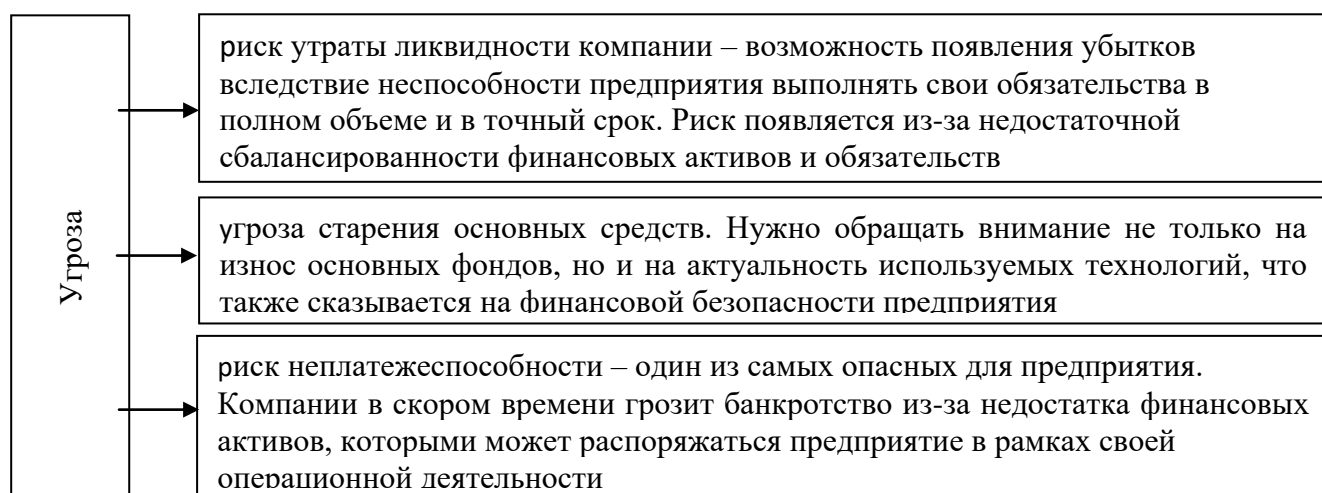 Угроза
риск утраты ликвидности компании – возможность появления убытков
вследствие неспособности предприятия выполнять свои обязательства в
полном объеме и в точный срок. Риск появляется из-за недостаточной
сбалансированности финансовых активов и обязательств
угроза старения основных средств. Нужно обращать внимание не только на
износ основных фондов, но и на актуальность используемых технологий, что
также сказывается на финансовой безопасности предприятия
риск неплатежеспособности – один из самых опасных для предприятия.
Компании в скором времени грозит банкротство из-за недостатка финансовых
активов, которыми может распоряжаться предприятие в рамках своей
операционной деятельности